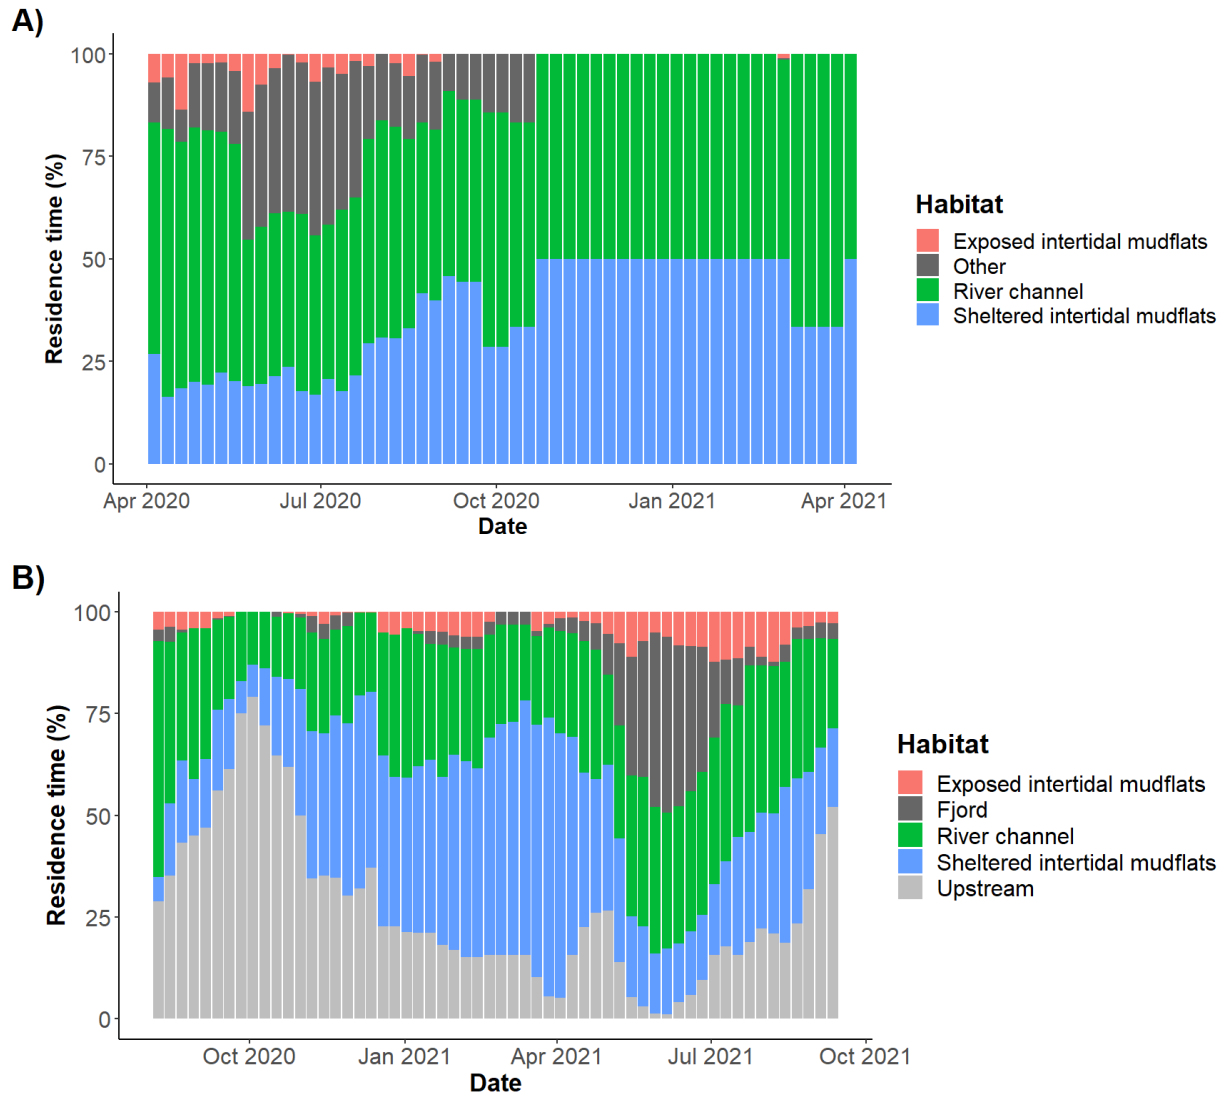 A)
Residence time (%)
100
75
50
25
0
Apr 2020 Jul 2020 Oct 2020 Jan 2021 Apr 2021
Date
Habitat
Exposed intertidal mudflats
Other
River channel
Sheltered intertidal mudflats
B)
Residence time (%)
100
75
50
25
0
Oct 2020 Jan 2021 Apr 2021 Jul 2021 Oct 2021
Date
Habitat
Exposed intertidal mudflats
Fjord
River channel
Sheltered intertidal mudflats
Upstream